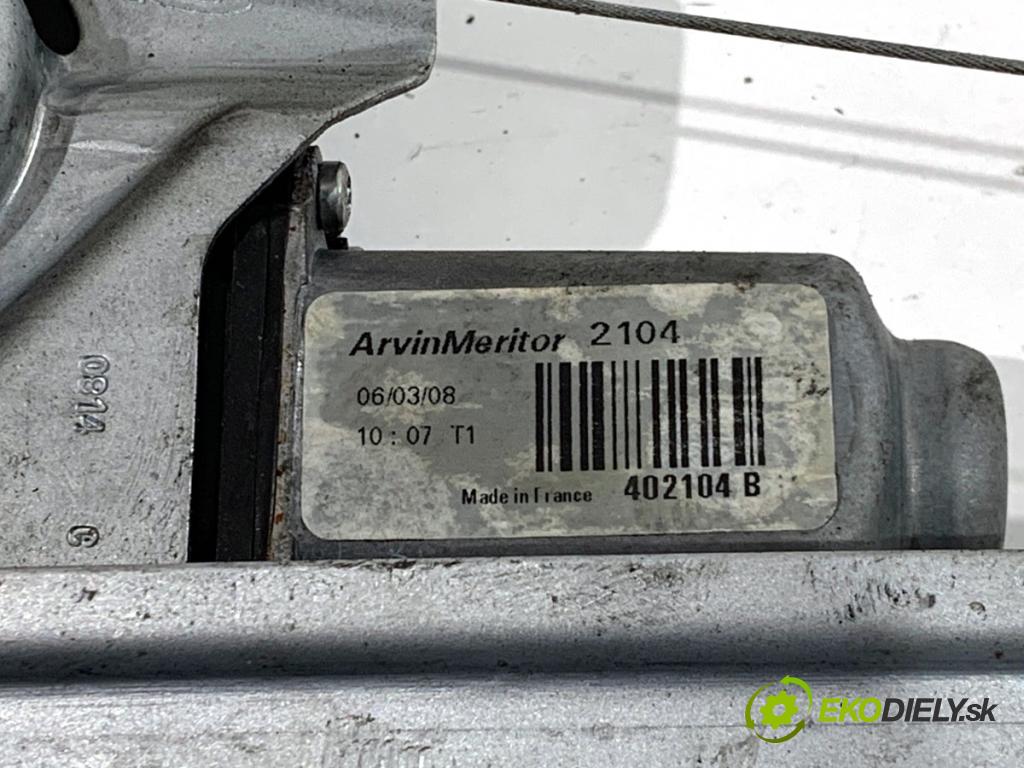 ArvinMeritor 2104
06/03/08
10:07 T1
Made in France 402104 B
0814
G
EKODIELY.sk